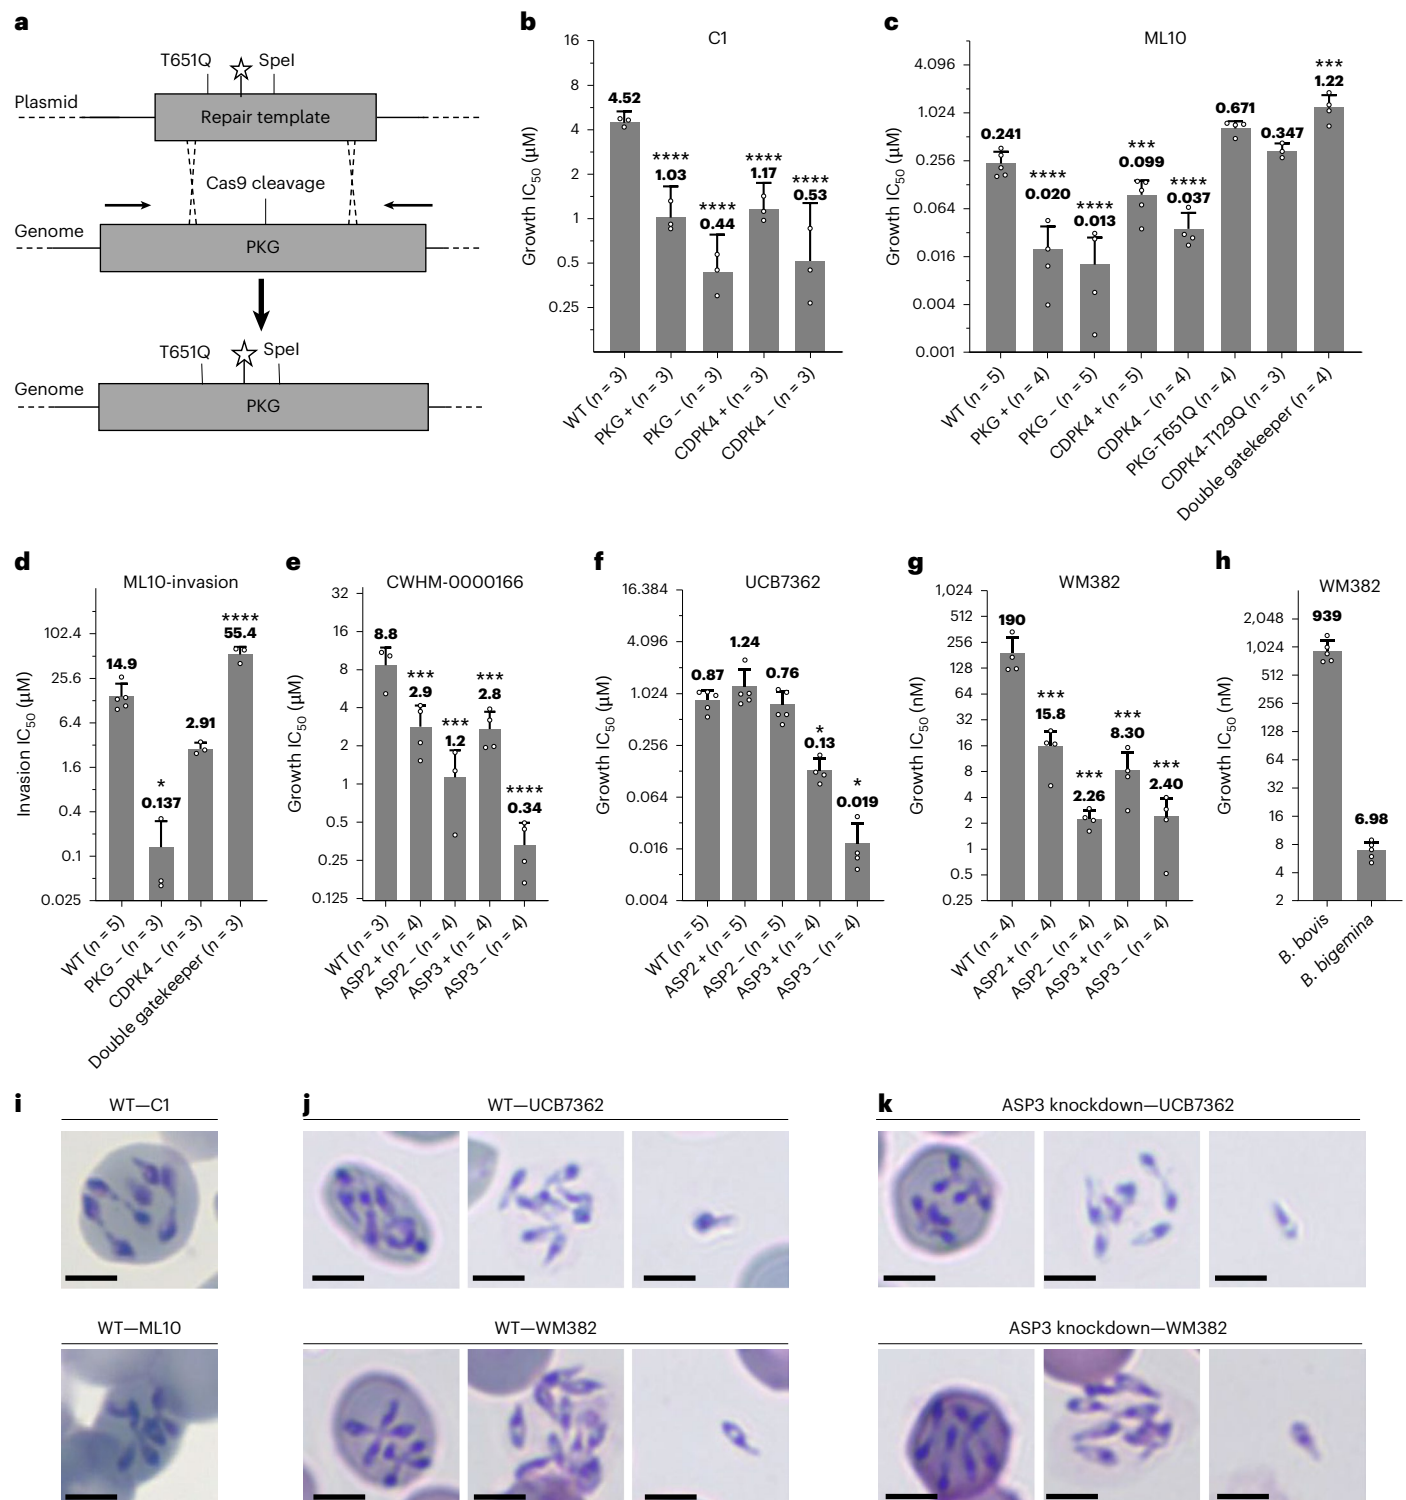 a
T651Q
SpeI
Plasmid
Repair template
Cas9 cleavage
Genome
PKG
T651Q
SpeI
Genome
PKG
b
C1
Growth IC50 (µM)
16
8
4
2
1
0.5
0.25
4.52
****
1.03
****
0.44
****
1.17
****
0.53
WT (n = 3)
PKG + (n = 3)
PKG – (n = 3)
CDPK4 + (n = 3)
CDPK4 – (n = 3)
c
ML10
Growth IC50 (µM)
4.096
1.024
0.256
0.064
0.016
0.004
0.001
0.241
****
0.020
****
0.013
***
0.099
****
0.037
0.671
0.347
***
1.22
WT (n = 5)
PKG + (n = 4)
PKG – (n = 5)
CDPK4 + (n = 5)
CDPK4 – (n = 4)
PKG-T651Q (n = 4)
CDPK4-T129Q (n = 3)
Double gatekeeper (n = 4)
d
ML10-invasion
Invasion IC50 (µM)
102.4
25.6
6.4
1.6
0.4
0.1
0.025
14.9
*
0.137
2.91
****
55.4
WT (n = 5)
PKG – (n = 3)
CDPK4 – (n = 3)
Double gatekeeper (n = 3)
e
CWHM-0000166
Growth IC50 (µM)
32
16
8
4
2
1
0.5
0.25
0.125
8.8
***
2.9
***
1.2
***
2.8
****
0.34
WT (n = 3)
ASP2 + (n = 4)
ASP2 – (n = 4)
ASP3 + (n = 4)
ASP3 – (n = 4)
f
UCB7362
Growth IC50 (µM)
16.384
4.096
1.024
0.256
0.064
0.016
0.004
0.87
1.24
0.76
*
0.13
*
0.019
WT (n = 5)
ASP2 + (n = 5)
ASP2 – (n = 5)
ASP3 + (n = 4)
ASP3 – (n = 4)
g
WM382
Growth IC50 (nM)
1,024
512
256
128
64
32
16
8
4
2
1
0.5
0.25
190
***
15.8
***
2.26
***
8.30
***
2.40
WT (n = 4)
ASP2 + (n = 4)
ASP2 – (n = 4)
ASP3 + (n = 4)
ASP3 – (n = 4)
h
WM382
Growth IC50 (nM)
2,048
1,024
512
256
128
64
32
16
8
4
2
939
6.98
B. bovis
B. bigemina
i
WT—C1
WT—ML10
j
WT—UCB7362
WT—WM382
k
ASP3 knockdown—UCB7362
ASP3 knockdown—WM382